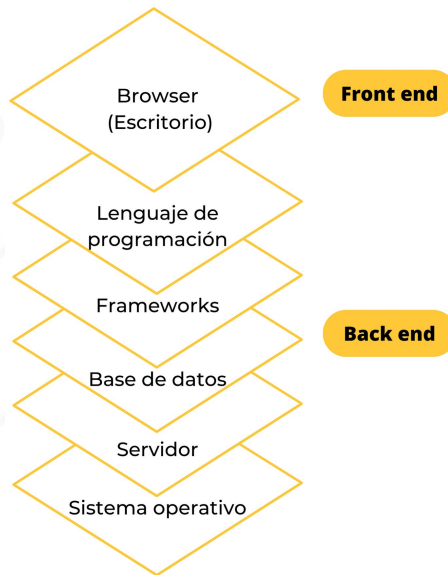 Browser
(Escritorio)
Front end
Lenguaje de
programación
Frameworks
Back end
Base de datos
Servidor
Sistema operativo